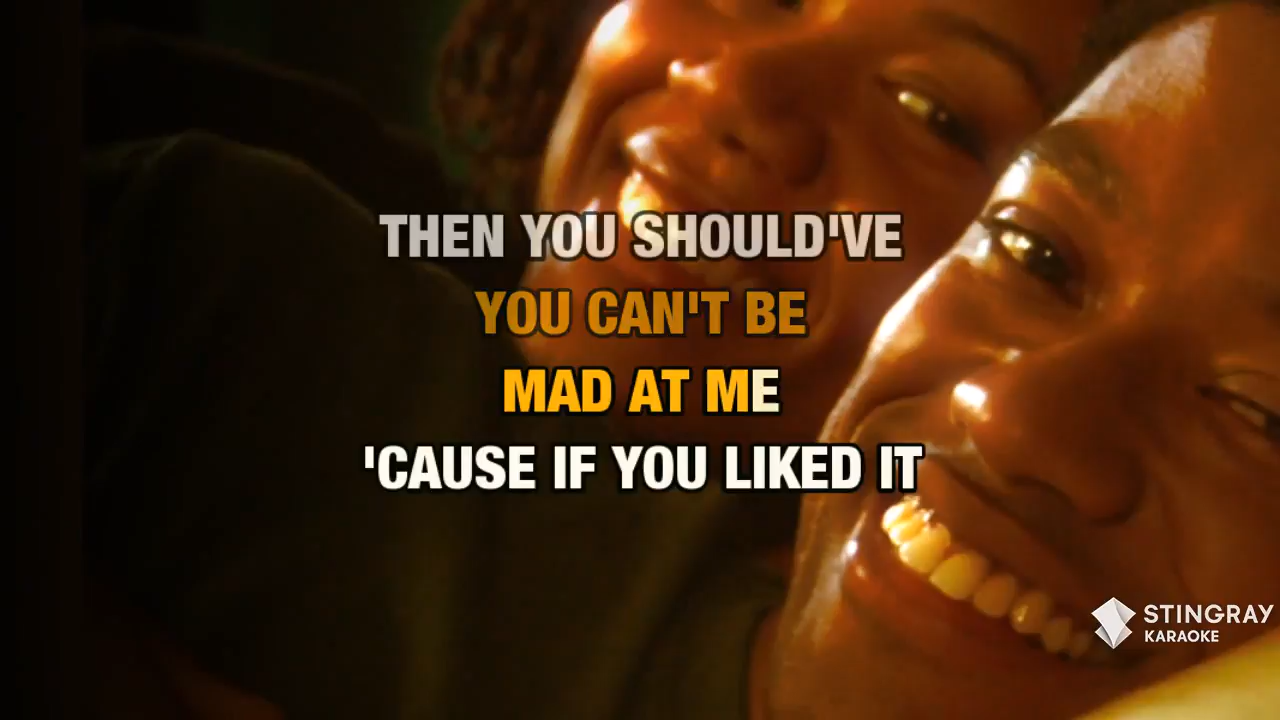 THEN YOU SHOULD'VE
YOU CAN'T BE
MAD AT ME
'CAUSE IF YOU LIKED IT
STINGRAY
KARAOKE